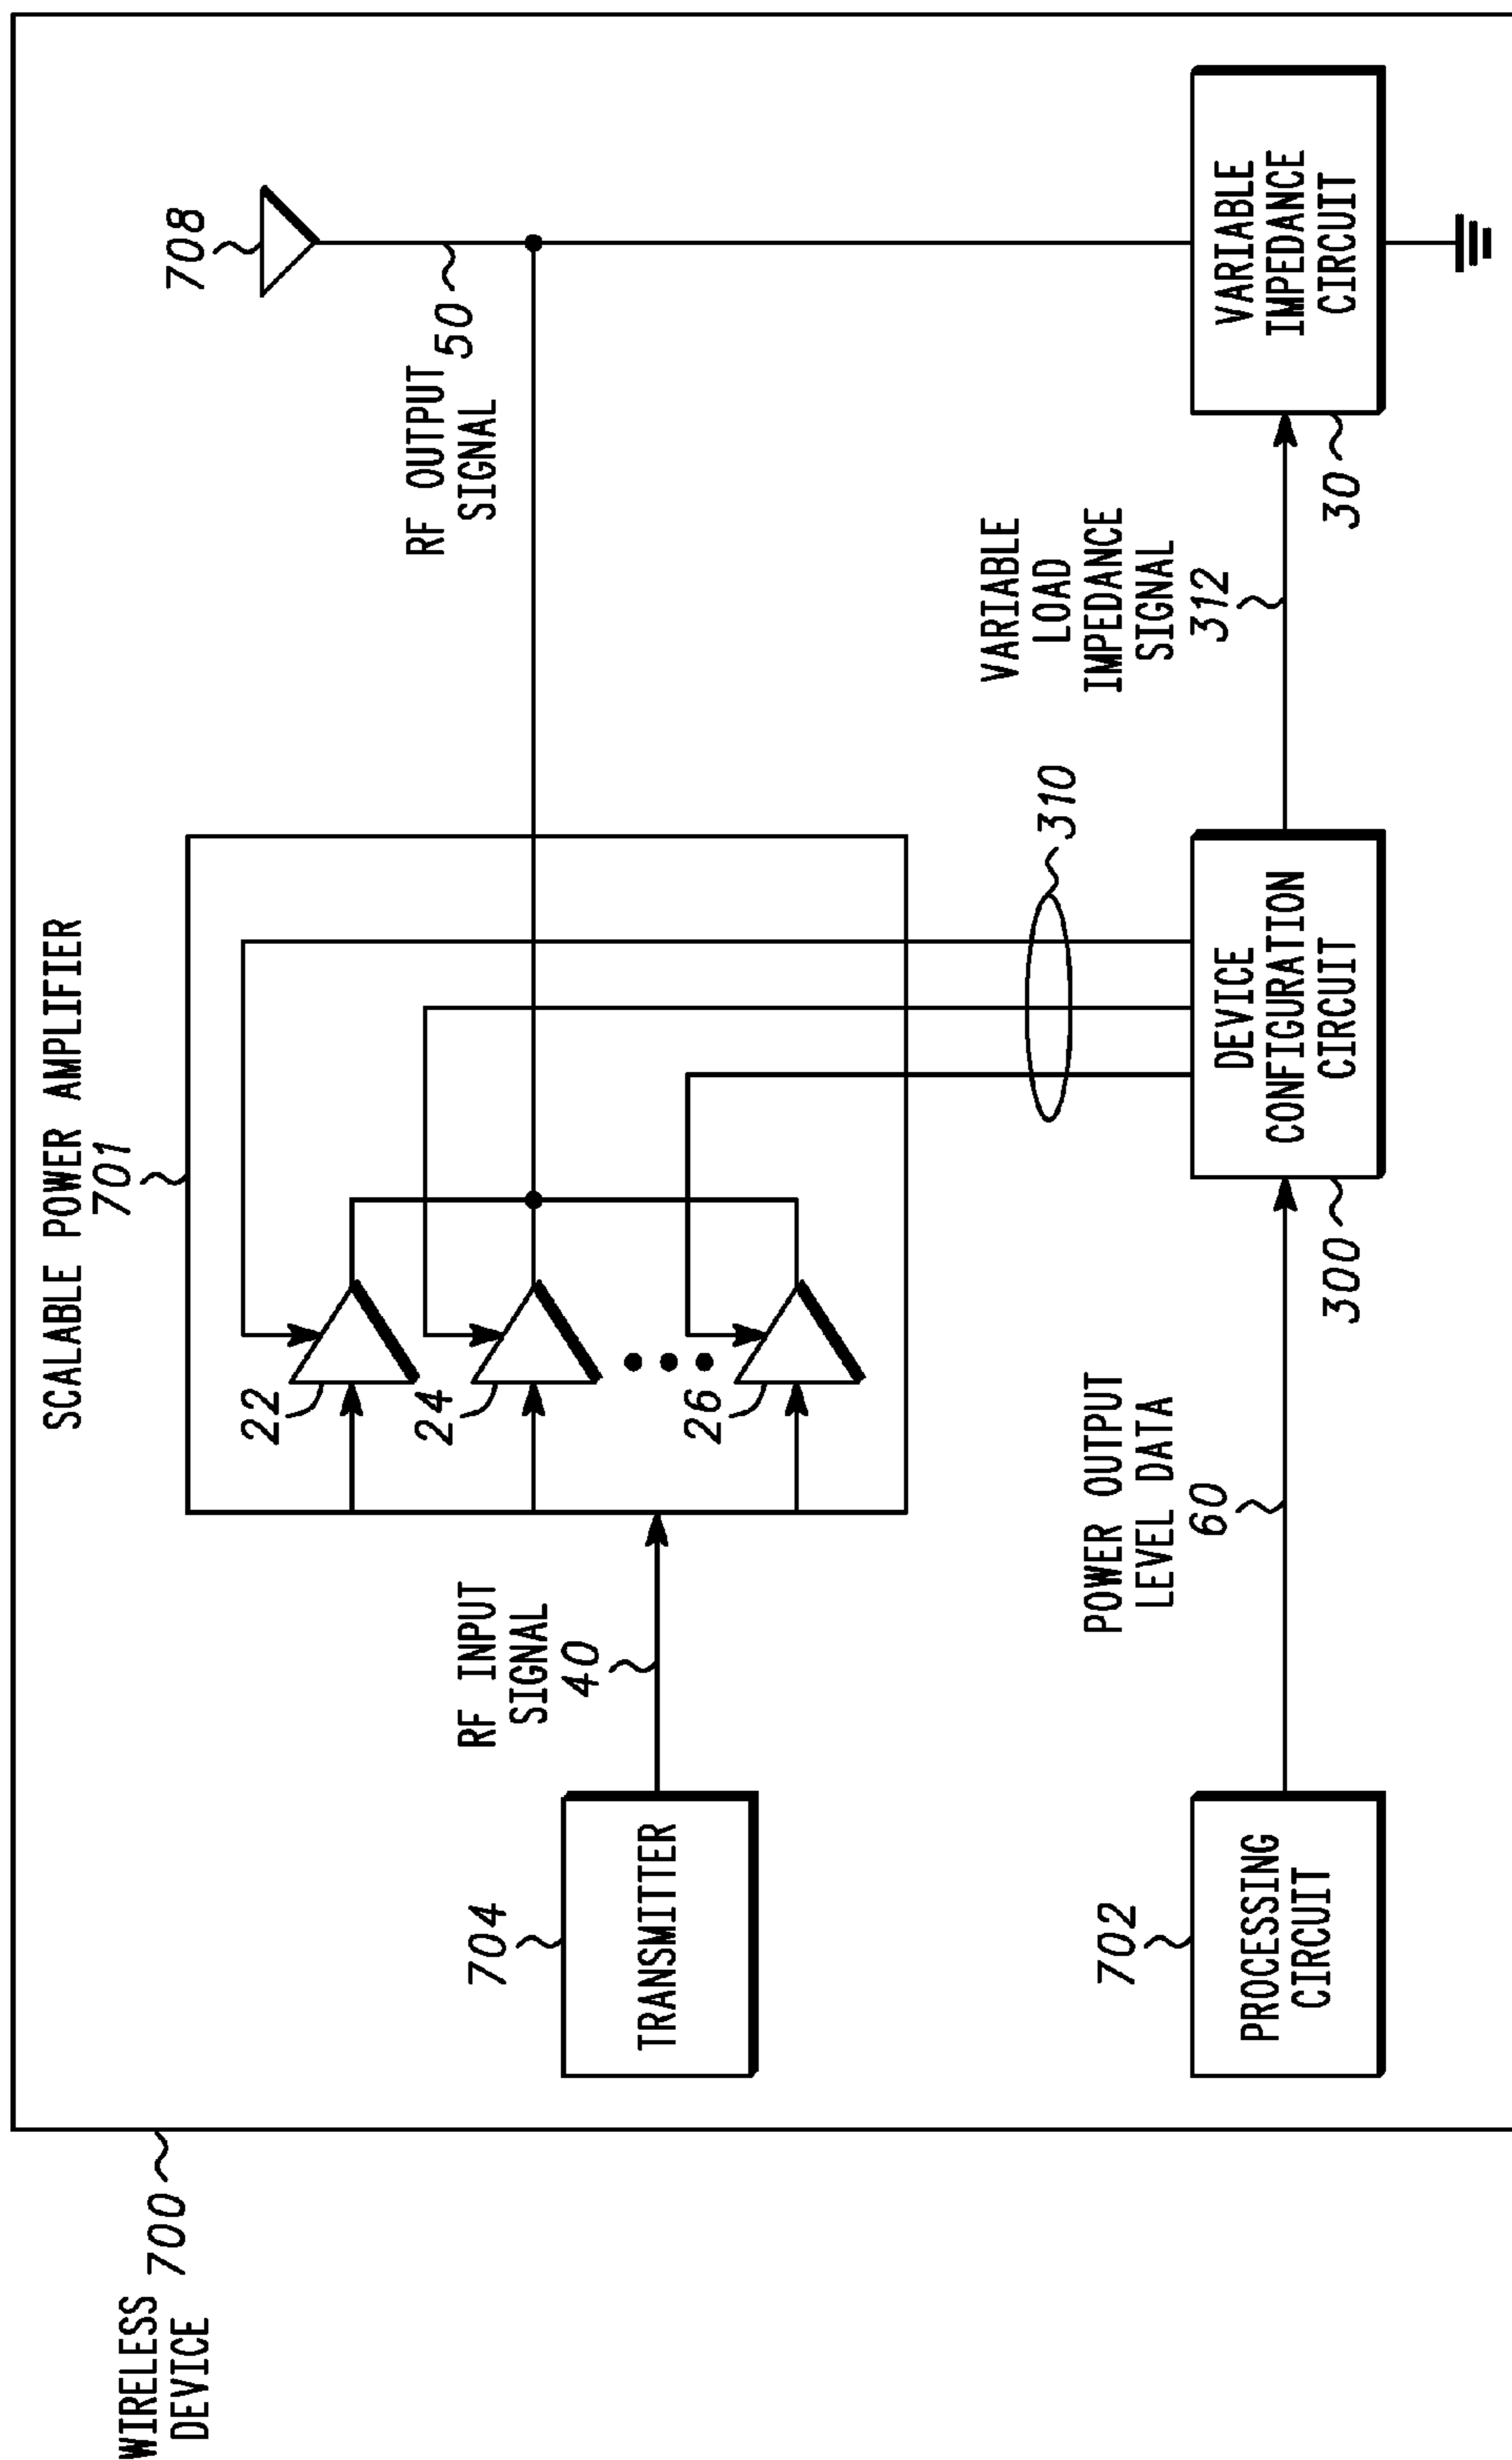 WIRELESS
DEVICE
700
SCALABLE POWER AMPLIFIER
701
22
24
26
708
RF OUTPUT
SIGNAL
50
RF INPUT
SIGNAL
40
704
TRANSMITTER
310
VARIABLE
LOAD
IMPEDANCE
SIGNAL
312
POWER OUTPUT
LEVEL DATA
60
702
PROCESSING
CIRCUIT
DEVICE
CONFIGURATION
CIRCUIT
300
VARIABLE
IMPEDANCE
CIRCUIT
30